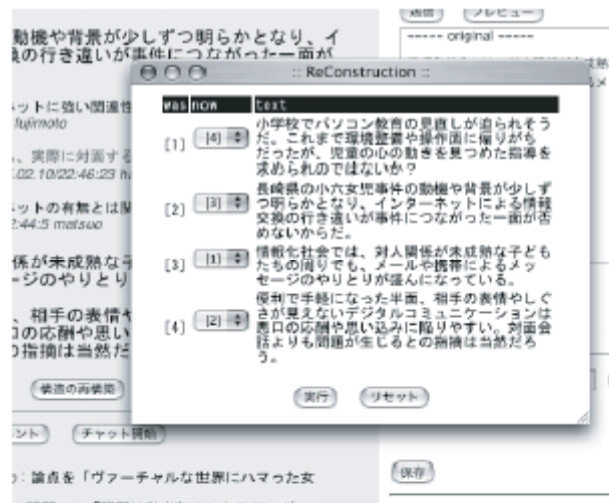 送信 プレビュー
----- original -----
動機や背景が少しずつ明らかとなり、イ
の行き違いが事件につながった一面が
:: ReConstruction ::
was now text
[1] [4] 小学校でパソコン教育の見直しが迫られそう
だ。これまで環境整備や操作面に偏りがち
だったが、児童の心の動きを見つめた指導を
求められのではないか？
[2] [3] 長崎県の小六女児事件の動機や背景が少しず
つ明らかとなり、インターネットによる情報
交換の行き違いが事件につながった一面が否
めないからだ。
[3] [1] 情報化社会では、対人関係が未成熟な子ども
たちの間りでも、メールや携帯によるメッ
セージのやりとりが盛んになっている。
[4] [2] 便利で手軽になった半面、相手の表情やしぐ
さが見えないデジタルコミュニケーションは
悪口の応酬や思い込みに陥りやすい。対面会
話よりも問題が生じるとの指摘は当然だろ
う。
実行 リセット
ネットに強い関連性
fujimoto
、実際に対面する
.02.10/22:46:23
ネットの有無とは
2:44:5 matsuo
係が未成熟な
ージのやりとり
、相手の表情や
口の応酬や思い
の指摘は当然だ
構造の再構築
ント チャット開始
保存
：論点を「ヴァーチャルな世界にハマった女